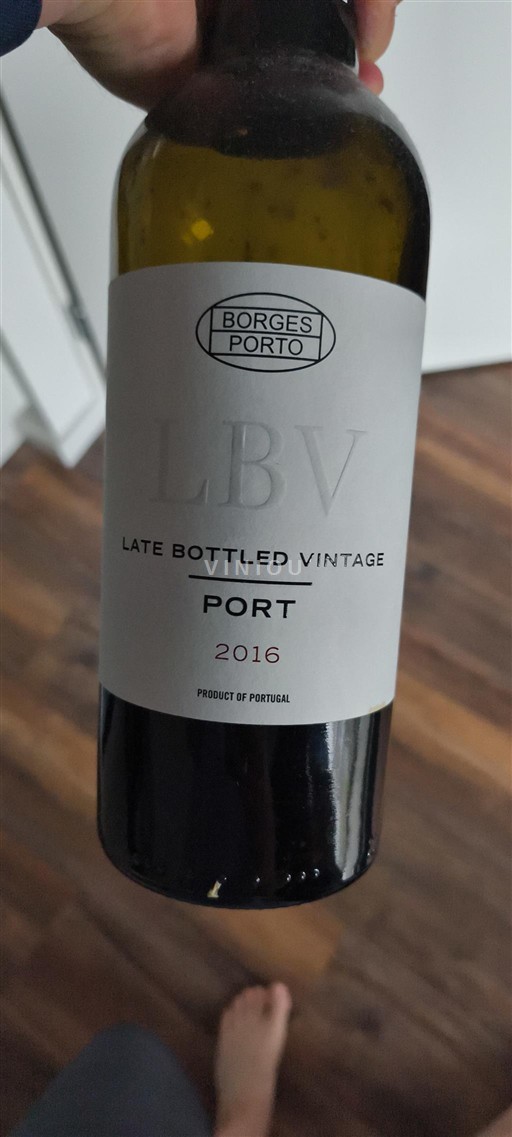 BORGES
PORTO
LBV
LATE BOTTLED VINTAGE
VINTOU
PORT
2016
PRODUCT OF PORTUGAL